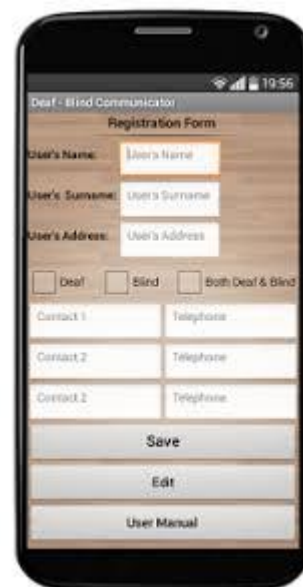 19:56
Deaf - Blind Communicator
Registration Form
User's Name: User's Name
User's Surname: User's Surname
User's Address: User's Address
Deaf Blind Both Deaf & Blind
Contact 1 Telephone
Contact 2 Telephone
Contact 2 Telephone
Save
Edit
User Manual